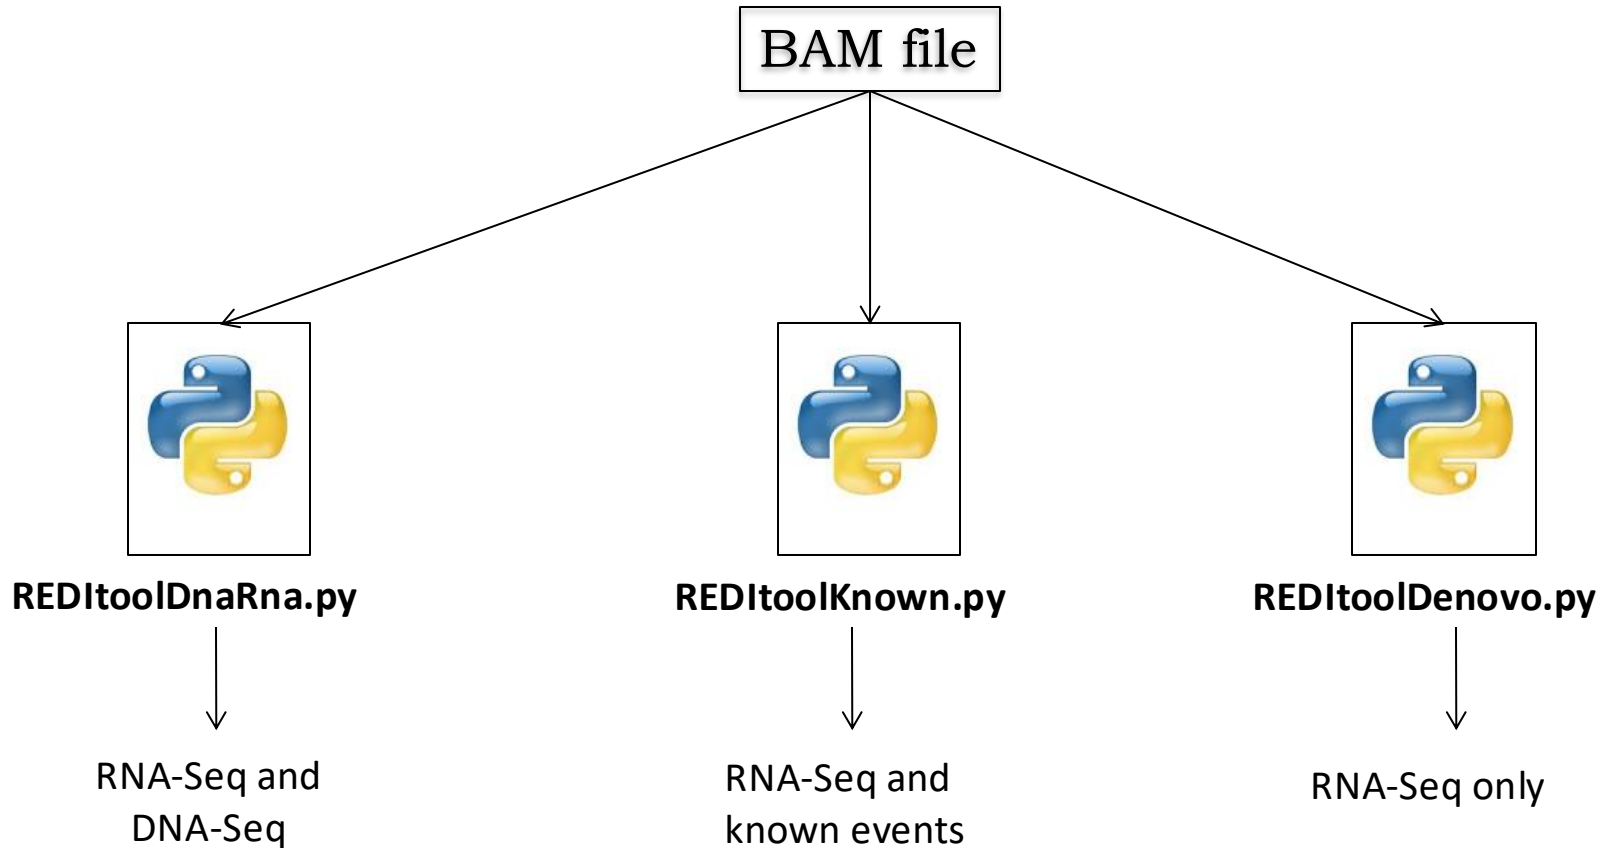 BAM file
REDItoolDnaRna.py
REDItoolKnown.py
REDItoolDenovo.py
RNA-Seq and
DNA-Seq
RNA-Seq and
known events
RNA-Seq only